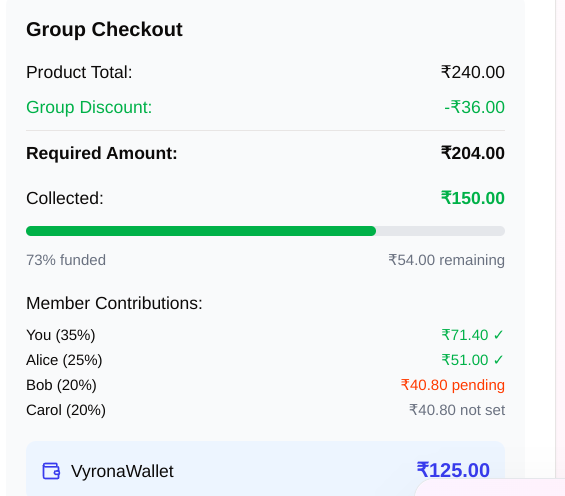 Group Checkout
Product Total: ₹240.00
Group Discount: -₹36.00
Required Amount: ₹204.00
Collected: ₹150.00
73% funded ₹54.00 remaining
Member Contributions:
You (35%) ₹71.40 ✓
Alice (25%) ₹51.00 ✓
Bob (20%) ₹40.80 pending
Carol (20%) ₹40.80 not set
VyronaWallet ₹125.00